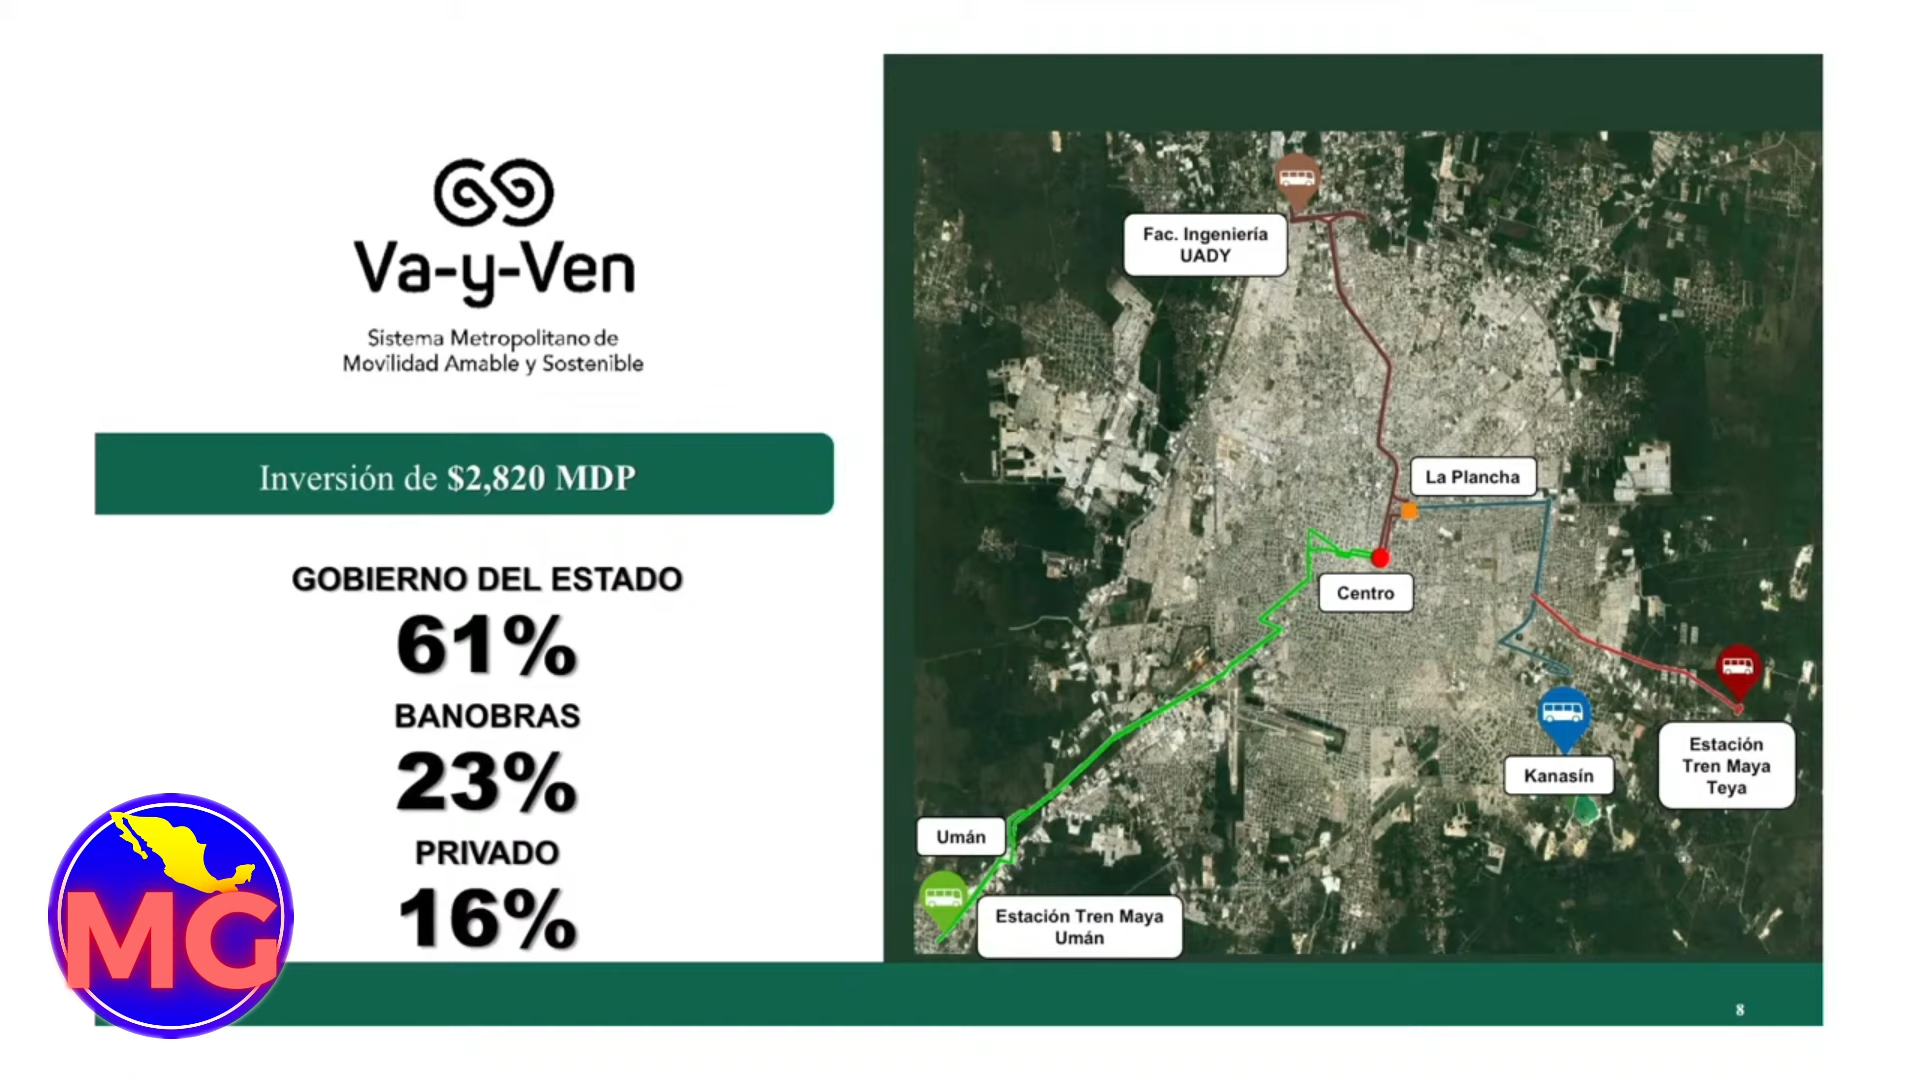 Va-y-Ven
Sistema Metropolitano de
Movilidad Amable y Sostenible
Inversión de $2,820 MDP
GOBIERNO DEL ESTADO
61%
BANOBRAS
23%
PRIVADO
16%
MG
Fac. Ingeniería
UADY
La Plancha
Centro
Kanasín
Estación
Tren Maya
Teya
Umán
Estación Tren Maya
Umán
8